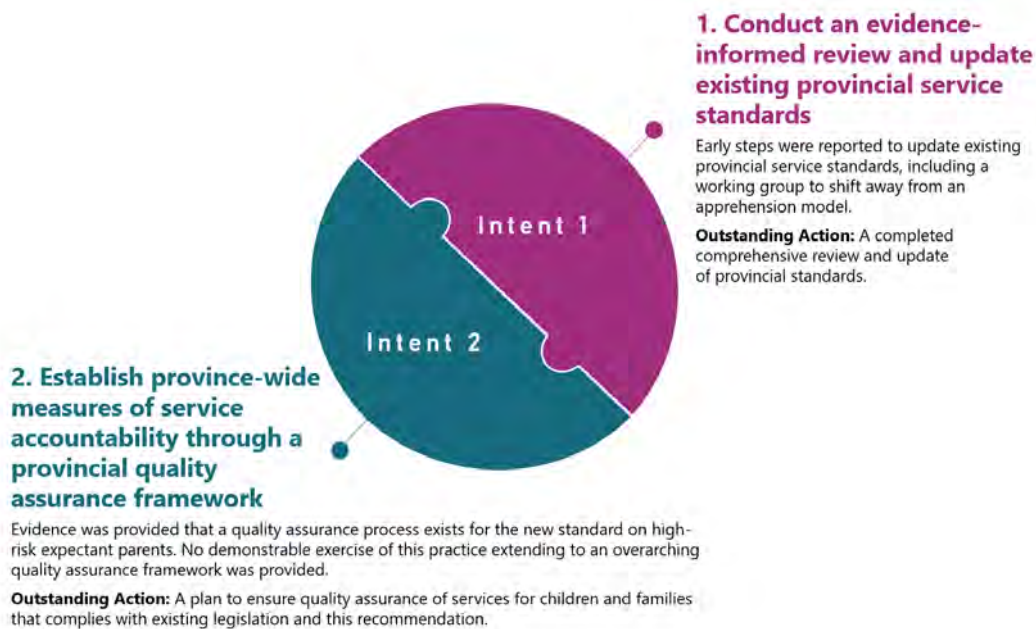 1. Conduct an evidence-
informed review and update
existing provincial service
standards
Early steps were reported to update existing
provincial service standards, including a
working group to shift away from an
apprehension model.
Outstanding Action: A completed
comprehensive review and update
of provincial standards.
Intent 1
Intent 2
2. Establish province-wide
measures of service
accountability through a
provincial quality
assurance framework
Evidence was provided that a quality assurance process exists for the new standard on high-
risk expectant parents. No demonstrable exercise of this practice extending to an overarching
quality assurance framework was provided.
Outstanding Action: A plan to ensure quality assurance of services for children and families
that complies with existing legislation and this recommendation.